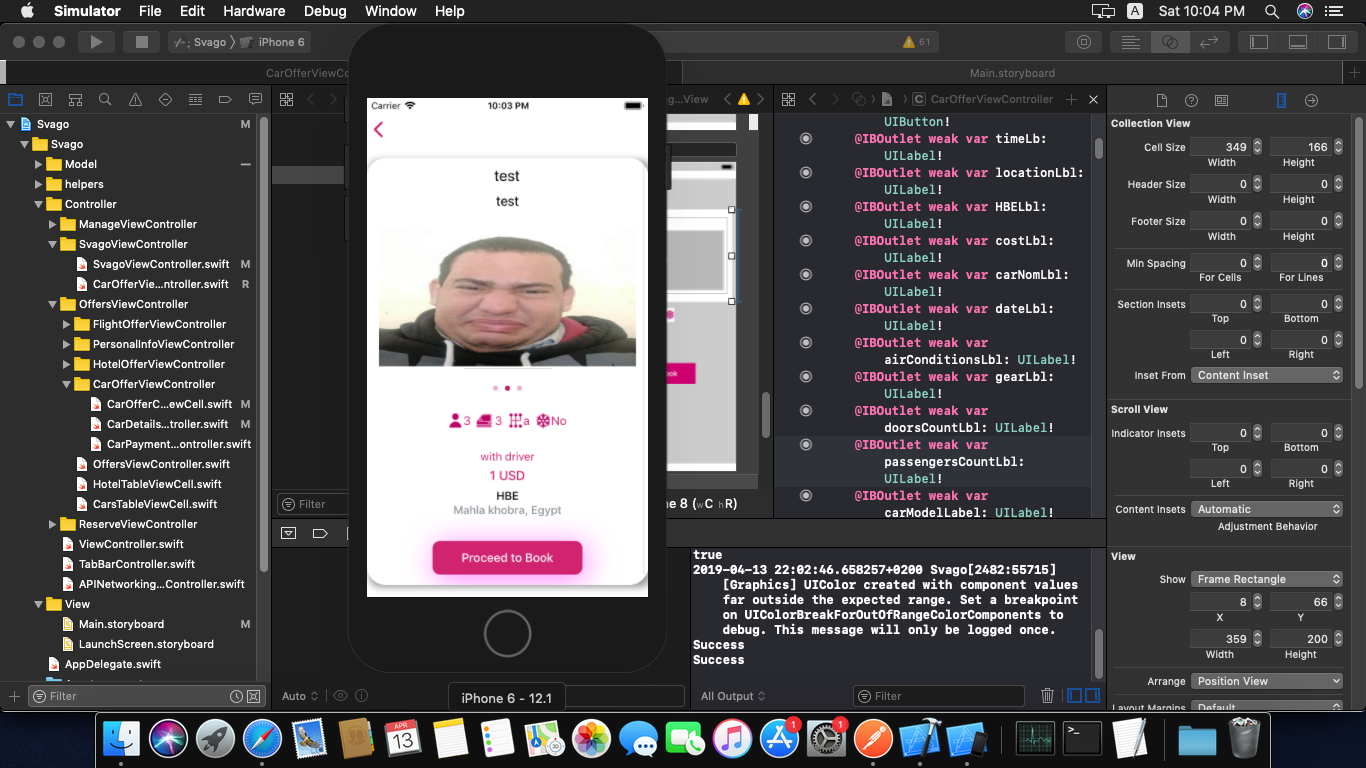 Simulator File Edit Hardware Debug Window Help
A Sat 10:04 PM
Svago iPhone 6
61
CarOfferViewCo
Main.storyboard
Svago M
Svago
Model
helpers
Controller
ManageViewController
SvagoViewController
SvagoViewController.swift M
CarOfferVie...ntroller.swift R
OffersViewController
FlightOfferViewController
PersonalInfoViewController
HotelOfferViewController
CarOfferViewController
CarOfferC...ewCell.swift M
CarDetails...troller.swift M
CarPayment...ontroller.swift
OffersViewController.swift
HotelTableViewCell.swift
CarsTableViewCell.swift
ReserveViewController
ViewController.swift
TabBarController.swift
APINetworking...Controller.swift
View
Main.storyboard M
LaunchScreen.storyboard
AppDelegate.swift
Filter
Filter
Auto
Carrier
10:03 PM
test
test
3
3
a
No
with driver
1 USD
HBE
Mahla khobra, Egypt
Proceed to Book
iPhone 6 - 12.1
g...View
ook
ne 8 (wC hR)
C CarOfferViewController
UIButton!
@IBOutlet weak var timeLb:
UILabel!
@IBOutlet weak var locationLbl:
UILabel!
@IBOutlet weak var HBELbl:
UILabel!
@IBOutlet weak var costLbl:
UILabel!
@IBOutlet weak var carNomLbl:
UILabel!
@IBOutlet weak var dateLbl:
UILabel!
@IBOutlet weak var
airConditionsLbl: UILabel!
@IBOutlet weak var gearLbl:
UILabel!
@IBOutlet weak var
doorsCountLbl: UILabel!
@IBOutlet weak var
passengersCountLbl:
UILabel!
@IBOutlet weak var
carModelLabel: UILabel!
true
2019-04-13 22:02:46.658257+0200 Svago[2482:55715]
[Graphics] UIColor created with component values
far outside the expected range. Set a breakpoint
on UIColorBreakForOutOfRangeColorComponents to
debug. This message will only be logged once.
Success
Success
All Output
Filter
Collection View
Cell Size 349 166
Width Height
Header Size 0 0
Width Height
Footer Size 0 0
Width Height
Min Spacing 0 0
For Cells For Lines
Section Insets 0 0
Top Bottom
0 0
Left Right
Inset From Content Inset
Scroll View
Indicator Insets 0 0
Top Bottom
0 0
Left Right
Content Insets Automatic
Adjustment Behavior
View
Show Frame Rectangle
8 66
X Y
359 200
Width Height
Arrange Position View
Layout Margins Default
APR
13
1
1